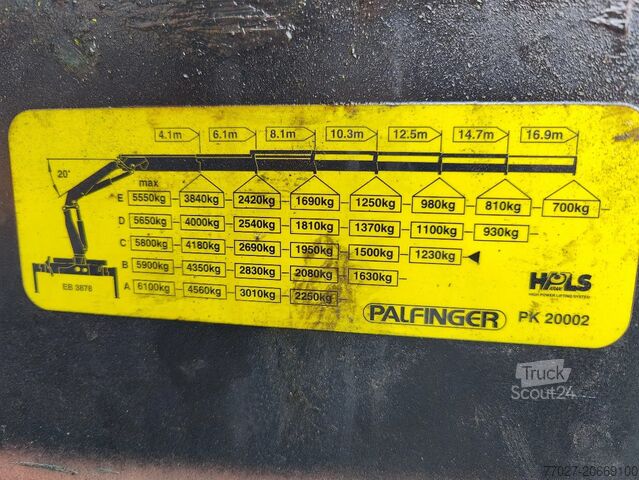 4.1m 6.1m 8.1m 10.3m 12.5m 14.7m 16.9m
20°
max
E 5550kg 3840kg 2420kg 1690kg 1250kg 980kg 810kg 700kg
D 5650kg 4000kg 2540kg 1810kg 1370kg 1100kg 930kg
C 5800kg 4180kg 2690kg 1950kg 1500kg 1230kg
B 5900kg 4350kg 2830kg 2080kg 1630kg
A 6100kg 4560kg 3010kg 2250kg
EB 3876
HPLS
HIGH POWER LIFTING SYSTEM
PALFINGER PK 20002
Truck
Scout24
77027-20669100